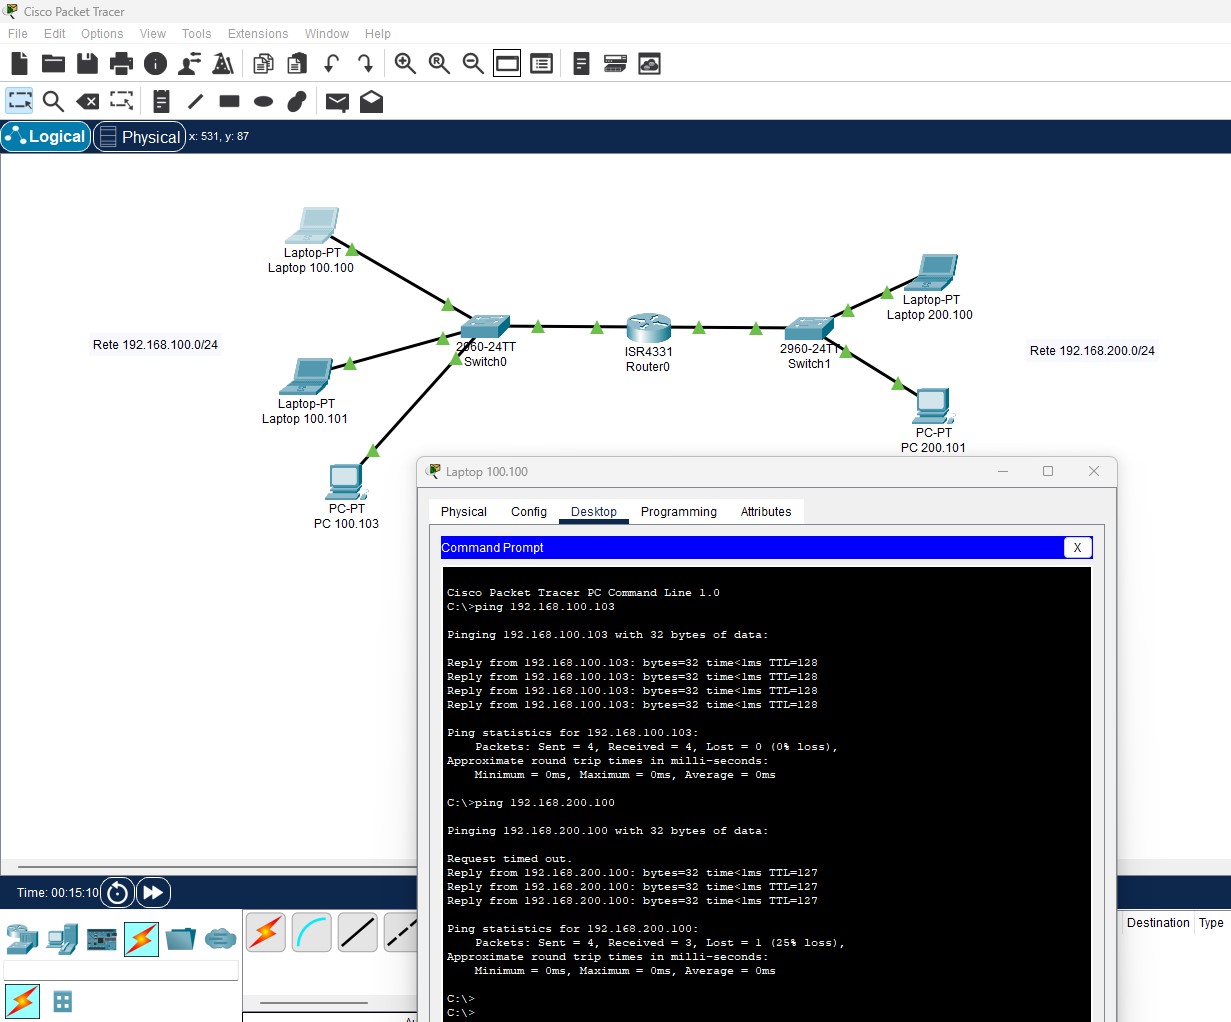 Cisco Packet Tracer
File Edit Options View Tools Extensions Window Help
Logical Physical x: 531, y: 87
Laptop-PT
Laptop 100.100
Laptop-PT
Laptop 200.100
Rete 192.168.100.0/24
2960-24TT
Switch0
ISR4331
Router0
2960-24TT
Switch1
Rete 192.168.200.0/24
Laptop-PT
Laptop 100.101
PC-PT
PC 200.101
PC-PT
PC 100.103
Laptop 100.100
Physical Config Desktop Programming Attributes
Command Prompt X
Cisco Packet Tracer PC Command Line 1.0
C:\>ping 192.168.100.103
Pinging 192.168.100.103 with 32 bytes of data:
Reply from 192.168.100.103: bytes=32 time<1ms TTL=128
Reply from 192.168.100.103: bytes=32 time<1ms TTL=128
Reply from 192.168.100.103: bytes=32 time<1ms TTL=128
Reply from 192.168.100.103: bytes=32 time<1ms TTL=128
Ping statistics for 192.168.100.103:
Packets: Sent = 4, Received = 4, Lost = 0 (0% loss),
Approximate round trip times in milli-seconds:
Minimum = 0ms, Maximum = 0ms, Average = 0ms
C:\>ping 192.168.200.100
Pinging 192.168.200.100 with 32 bytes of data:
Request timed out.
Reply from 192.168.200.100: bytes=32 time<1ms TTL=127
Reply from 192.168.200.100: bytes=32 time<1ms TTL=127
Reply from 192.168.200.100: bytes=32 time<1ms TTL=127
Ping statistics for 192.168.200.100:
Packets: Sent = 4, Received = 3, Lost = 1 (25% loss),
Approximate round trip times in milli-seconds:
Minimum = 0ms, Maximum = 0ms, Average = 0ms
C:\>
C:\>
Time: 00:15:10
Destination Type